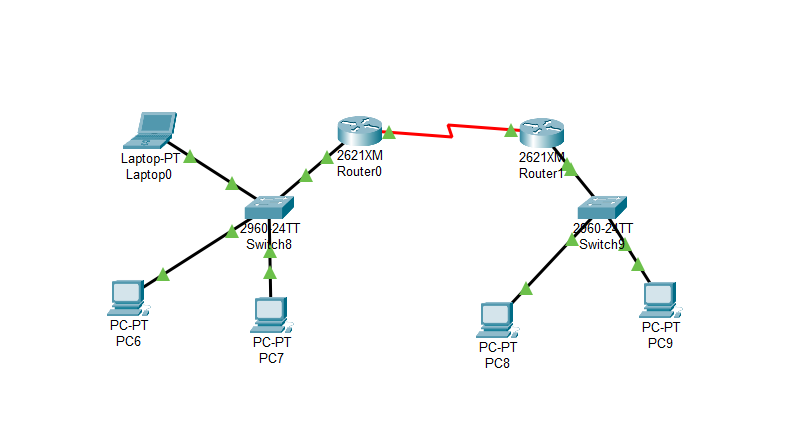 Laptop-PT
Laptop0
2621XM
Router0
2621XM
Router1
2960-24TT
Switch8
2960-24TT
Switch9
PC-PT
PC6
PC-PT
PC7
PC-PT
PC8
PC-PT
PC9